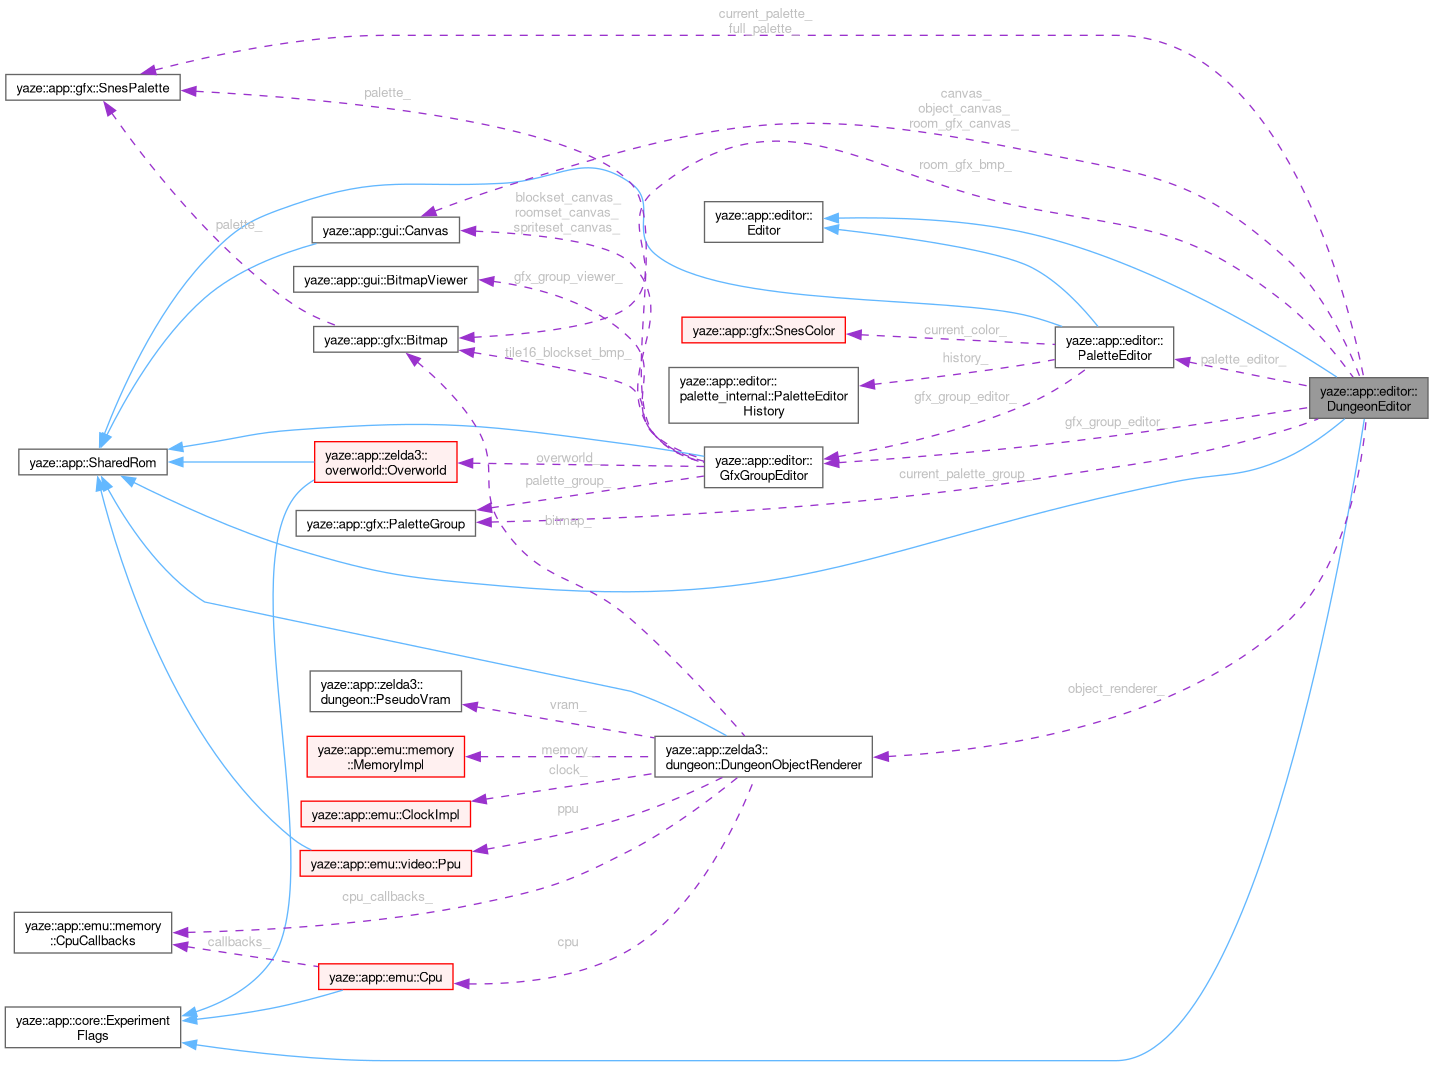 current_palette_
full_palette_
yaze::app::gfx::SnesPalette
palette_
canvas_
object_canvas_
room_gfx_canvas_
room_gfx_bmp_
blockset_canvas_
roomset_canvas_
spriteset_canvas_
palette_
yaze::app::gui::Canvas
yaze::app::editor::
Editor
yaze::app::gui::BitmapViewer
gfx_group_viewer_
yaze::app::gfx::SnesColor
current_color_
yaze::app::gfx::Bitmap
tile16_blockset_bmp_
history_
yaze::app::editor::
PaletteEditor
palette_editor_
yaze::app::editor::
palette_internal::PaletteEditor
History
gfx_group_editor_
yaze::app::editor::
DungeonEditor
gfx_group_editor_
yaze::app::SharedRom
yaze::app::zelda3::
overworld::Overworld
overworld_
yaze::app::editor::
GfxGroupEditor
palette_group_
current_palette_group_
yaze::app::gfx::PaletteGroup
bitmap_
yaze::app::zelda3::
dungeon::PseudoVram
vram_
object_renderer_
yaze::app::emu::memory
::MemoryImpl
memory_
yaze::app::zelda3::
dungeon::DungeonObjectRenderer
clock_
yaze::app::emu::ClockImpl
ppu
yaze::app::emu::video::Ppu
cpu_callbacks_
yaze::app::emu::memory
::CpuCallbacks
callbacks_
cpu
yaze::app::emu::Cpu
yaze::app::core::Experiment
Flags